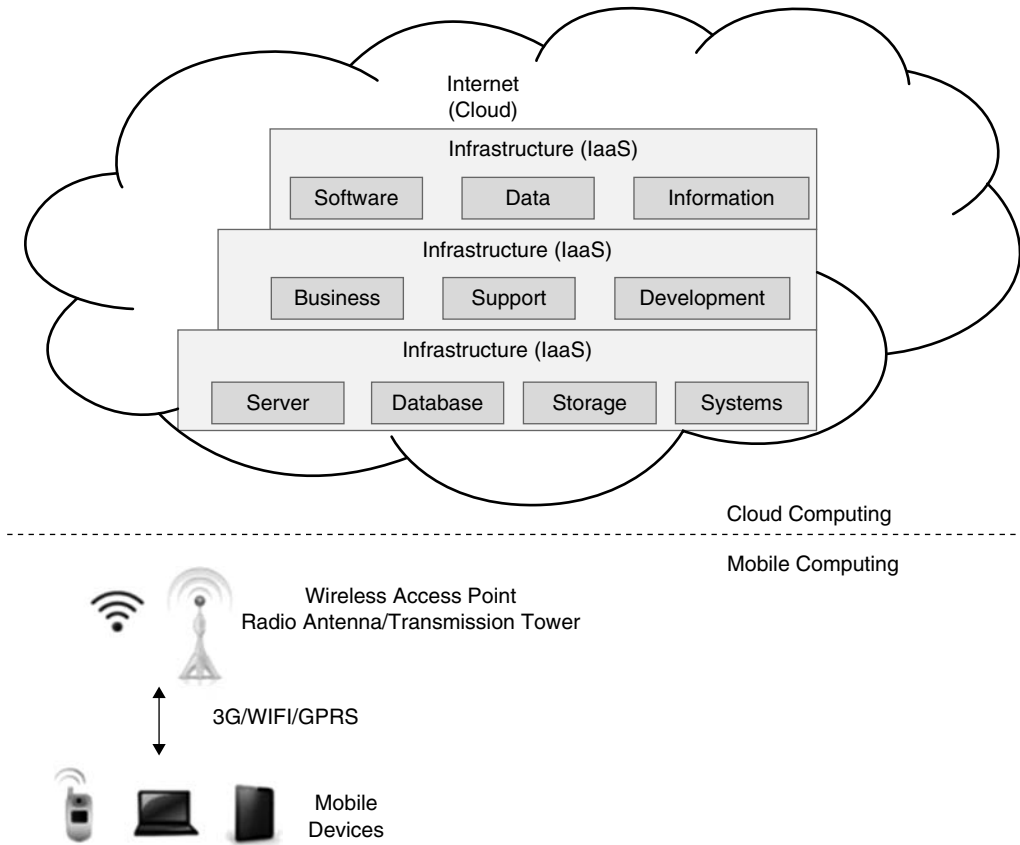 Internet
(Cloud)
Infrastructure (IaaS)
Software Data Information
Infrastructure (IaaS)
Business Support Development
Infrastructure (IaaS)
Server Database Storage Systems
Cloud Computing
Mobile Computing
Wireless Access Point
Radio Antenna/Transmission Tower
3G/WIFI/GPRS
Mobile
Devices